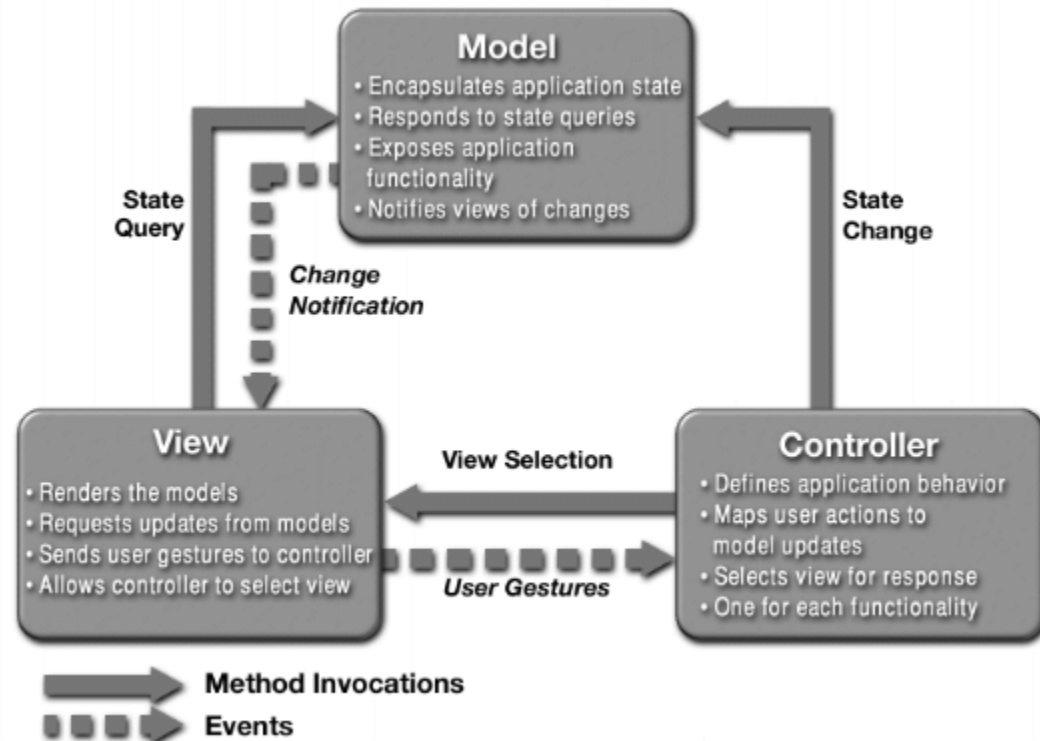 Model
• Encapsulates application state
• Responds to state queries
• Exposes application
functionality
• Notifies views of changes
State
Query
Change
Notification
State
Change
View
• Renders the models
• Requests updates from models
• Sends user gestures to controller
• Allows controller to select view
View Selection
User Gestures
Controller
• Defines application behavior
• Maps user actions to
model updates
• Selects view for response
• One for each functionality
Method Invocations
Events